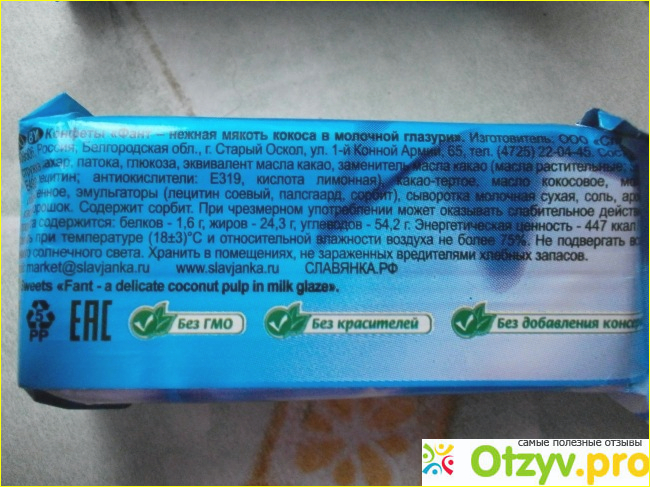 Конфеты «Фант – нежная мякоть кокоса в молочной глазури». Изготовитель: ООО
Россия, Белгородская обл., г. Старый Оскол, ул. 1-й Конной Армии, 65, тел. (4725) 22-04-45.
сахар, патока, глюкоза, эквивалент масла какао, заменитель масла какао (масла растительные;
лецитин; антиокислители: Е319, кислота лимонная), какао-тертое, масло кокосовое,
эмульгаторы (лецитин соевый, палсгаард, сорбит), сыворотка молочная сухая, соль,
Содержит сорбит. При чрезмерном употреблении может оказывать слабительное
содержится: белков - 1,6 г, жиров - 24,3 г, углеводов - 54,2 г. Энергетическая ценность - 447 ккал
при температуре (18±3)°С и относительной влажности воздуха не более 75%. Не подвергать
солнечного света. Хранить в помещениях, не зараженных вредителями хлебных запасов.
market@slavjanka.ru www.slavjanka.ru СЛАВЯНКА.РФ
«Fant - a delicate coconut pulp in milk glaze».
5 PP EAC Без ГМО Без красителей Без добавления
самые полезные отзывы
Otzyv.pro